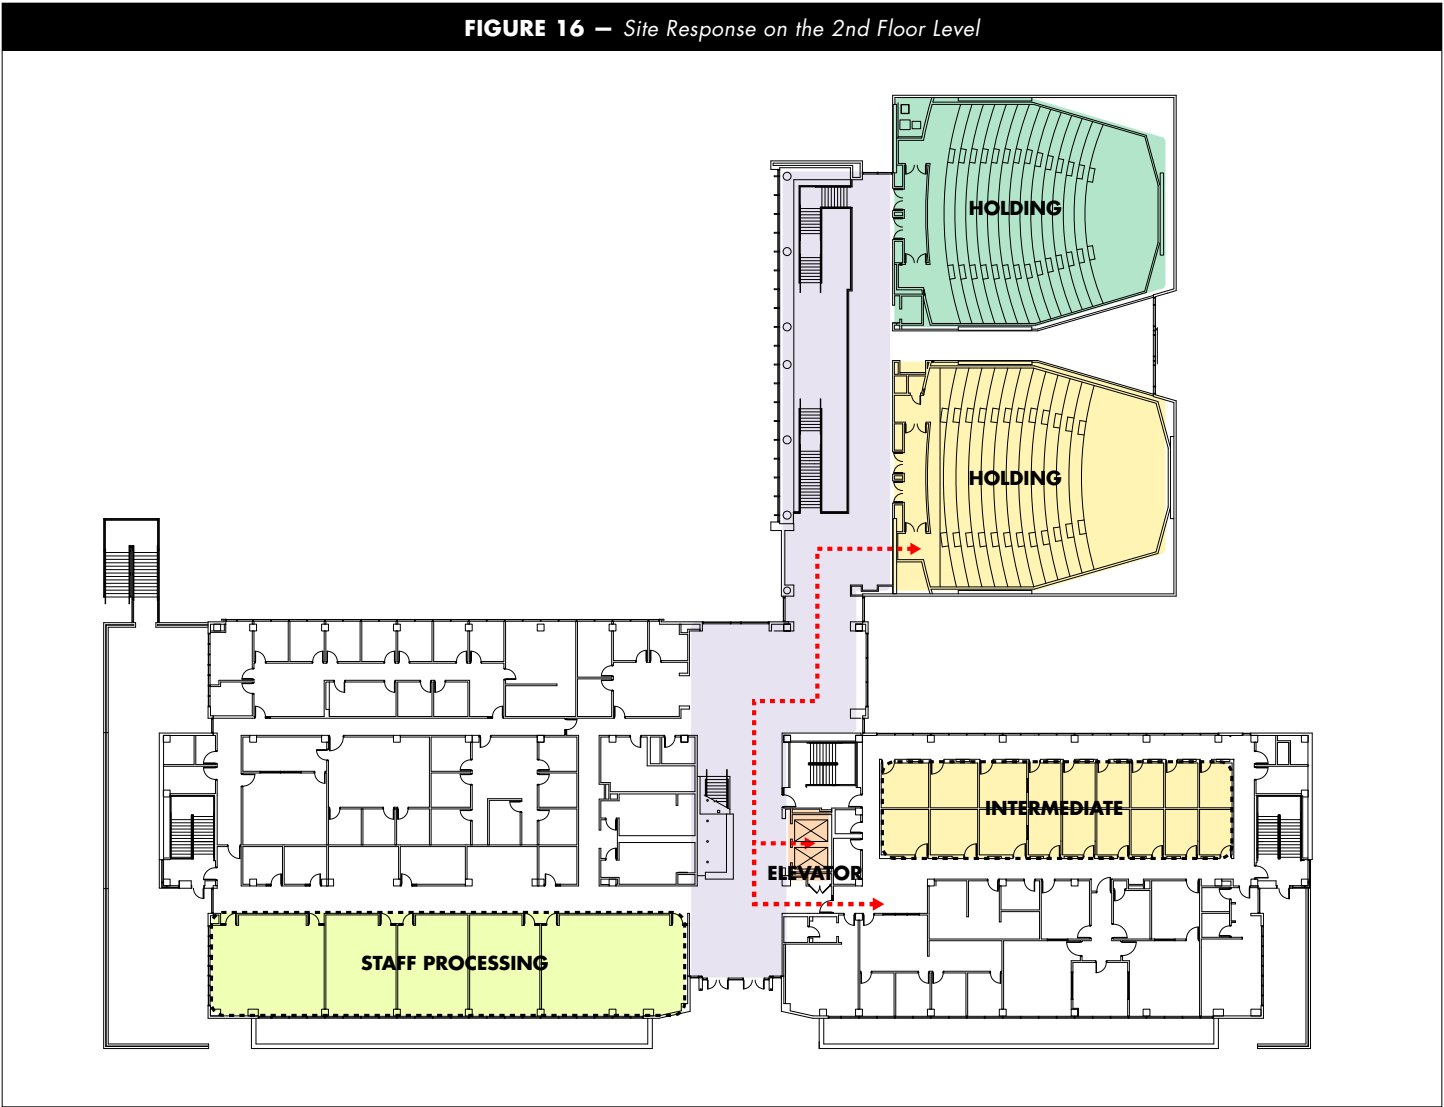 FIGURE 16 — Site Response on the 2nd Floor Level
HOLDING
HOLDING
INTERMEDIATE
ELEVATOR
STAFF PROCESSING